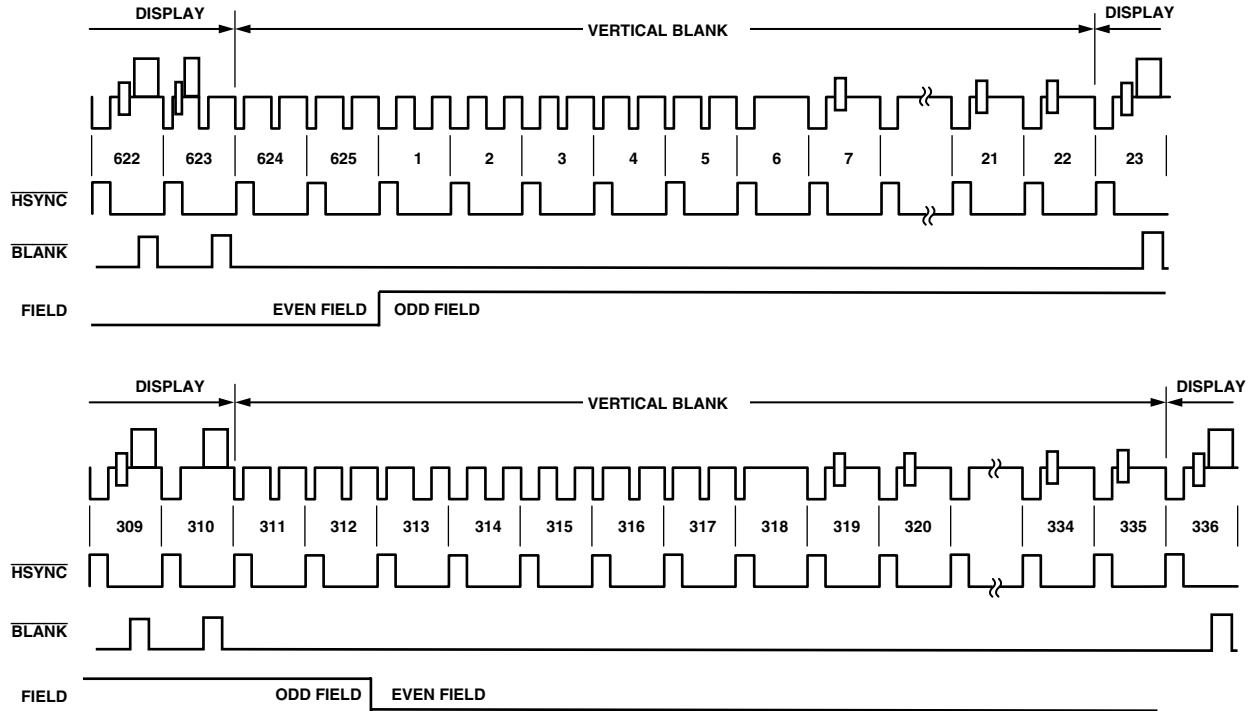 DISPLAY VERTICAL BLANK DISPLAY
622 623 624 625 1 2 3 4 5 6 7 21 22 23
HSYNC
BLANK
FIELD EVEN FIELD ODD FIELD
DISPLAY VERTICAL BLANK DISPLAY
309 310 311 312 313 314 315 316 317 318 319 320 334 335 336
HSYNC
BLANK
FIELD ODD FIELD EVEN FIELD